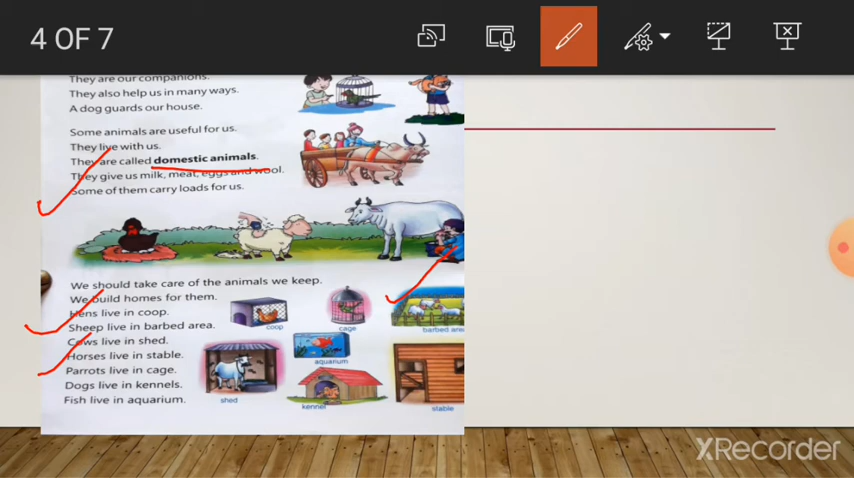 4 OF 7
They are our companions.
They also help us in many ways.
A dog guards our house.
Some animals are useful for us.
They live with us.
They are called domestic animals.
They give us milk, meat, eggs and wool.
Some of them carry loads for us.
We should take care of the animals we keep.
We build homes for them.
Hens live in coop.
Sheep live in barbed area.
Cows live in shed.
Horses live in stable.
Parrots live in cage.
Dogs live in kennels.
Fish live in aquarium.
coop
cage
barbed area
aquarium
shed
kennel
stable
XRecorder